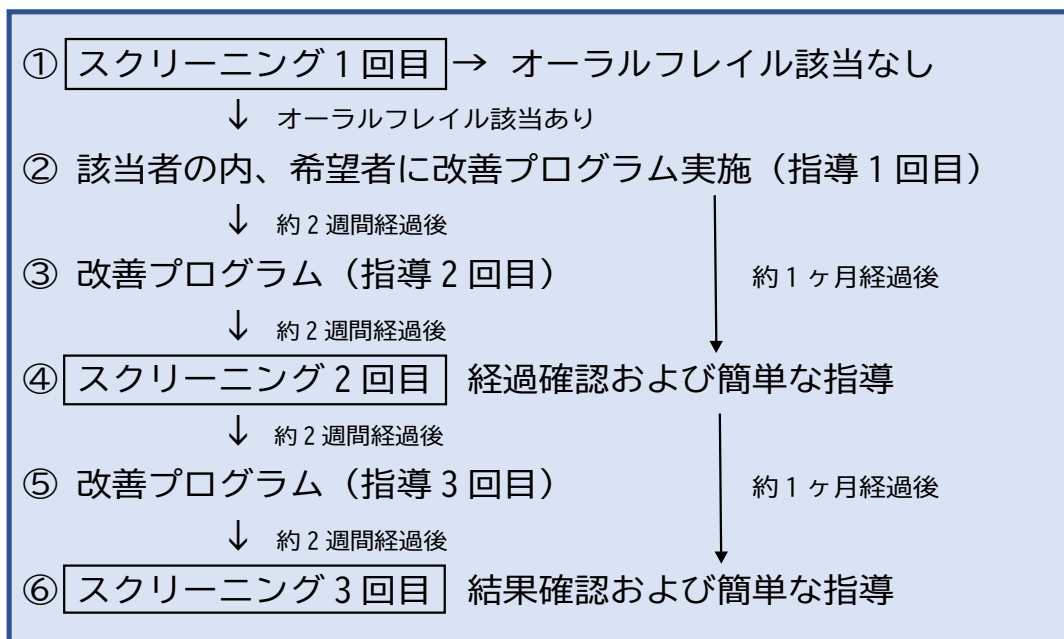 ① スクリーニング1回目 → オーラルフレイル該当なし
↓ オーラルフレイル該当あり
② 該当者の内、希望者に改善プログラム実施（指導1回目）
↓ 約2週間経過後
③ 改善プログラム（指導2回目） 約1ヶ月経過後
↓ 約2週間経過後
④ スクリーニング2回目 経過確認および簡単な指導
↓ 約2週間経過後
⑤ 改善プログラム（指導3回目） 約1ヶ月経過後
↓ 約2週間経過後
⑥ スクリーニング3回目 結果確認および簡単な指導